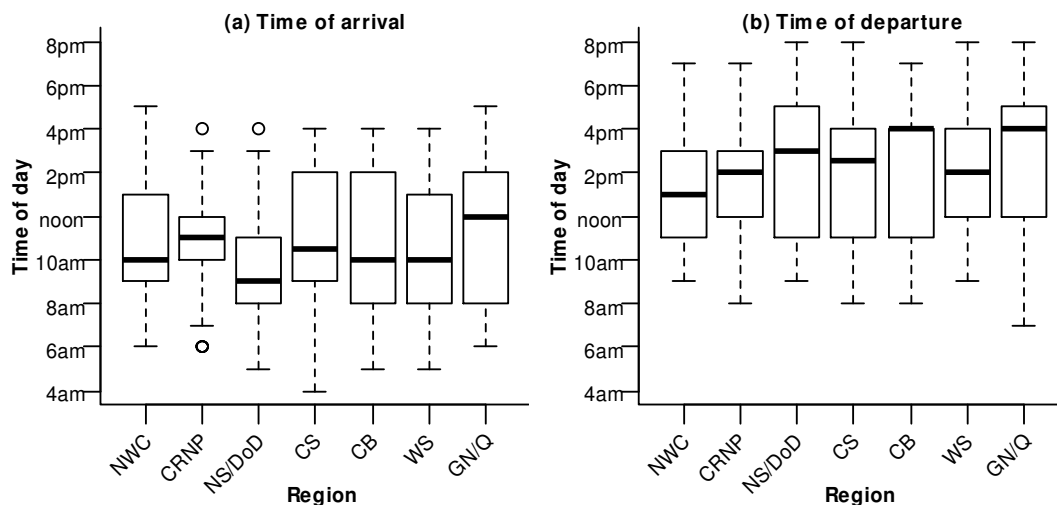 (a) Time of arrival
Time of day
8pm
6pm
4pm
2pm
noon
10am
8am
6am
4am
NWC
CRNP
NS/DoD
CS
CB
WS
GN/Q
Region
(b) Time of departure
Time of day
8pm
6pm
4pm
2pm
noon
10am
8am
6am
4am
NWC
CRNP
NS/DoD
CS
CB
WS
GN/Q
Region